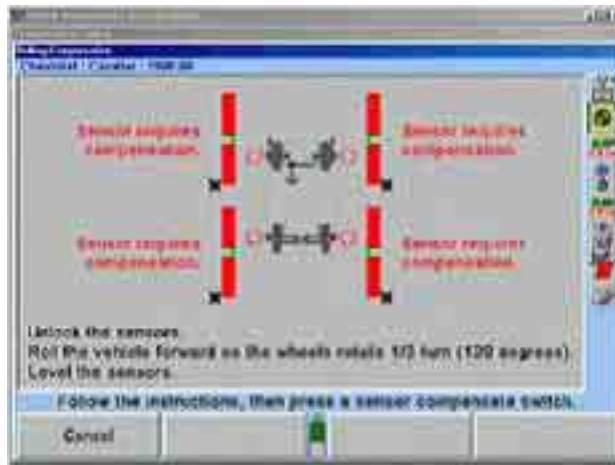 Rolling Compensation
Chevrolet : Cavalier :
Sensor requires
compensation.
Sensor requires
compensation.
Sensor requires
compensation.
Sensor requires
compensation.
Unlock the sensors.
Roll the vehicle forward so the wheels rotate 1/3 turn (120 degrees).
Level the sensors.
Follow the instructions, then press a sensor compensate switch.
Cancel